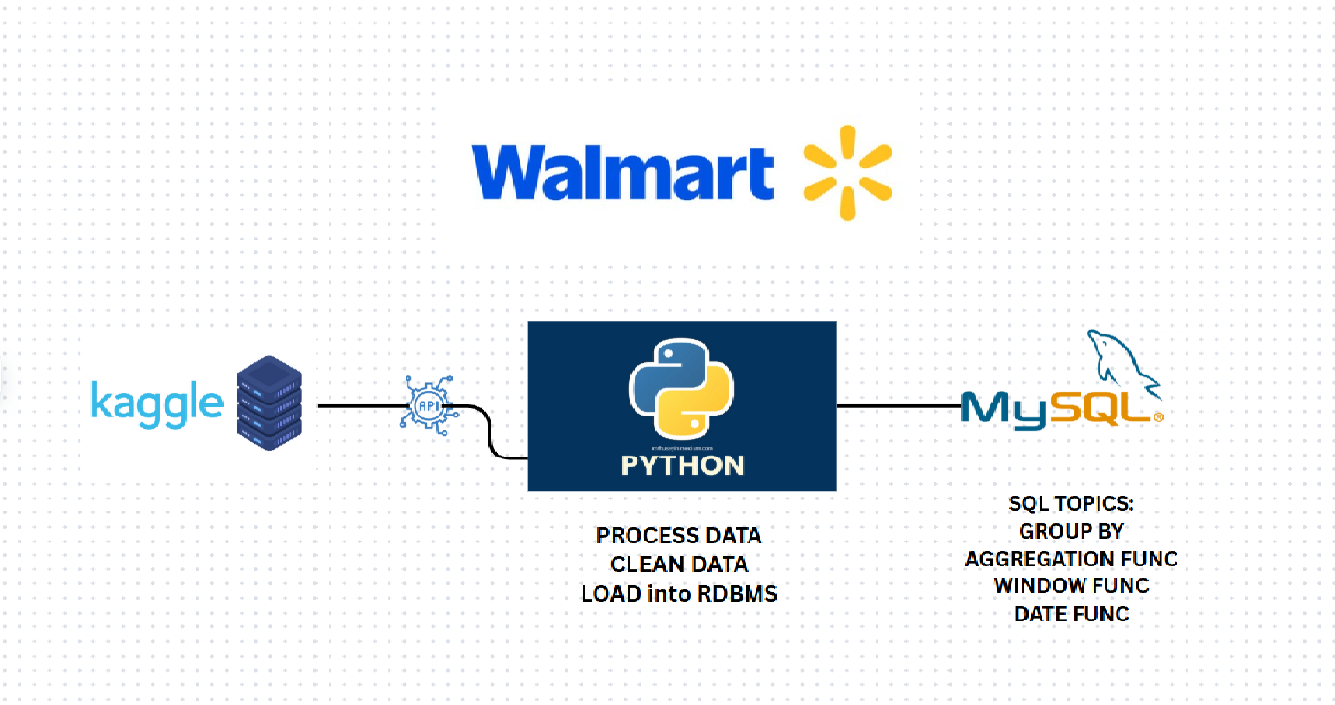 Walmart
kaggle
API
PYTHON
MySQL®
PROCESS DATA
CLEAN DATA
LOAD into RDBMS
SQL TOPICS:
GROUP BY
AGGREGATION FUNC
WINDOW FUNC
DATE FUNC